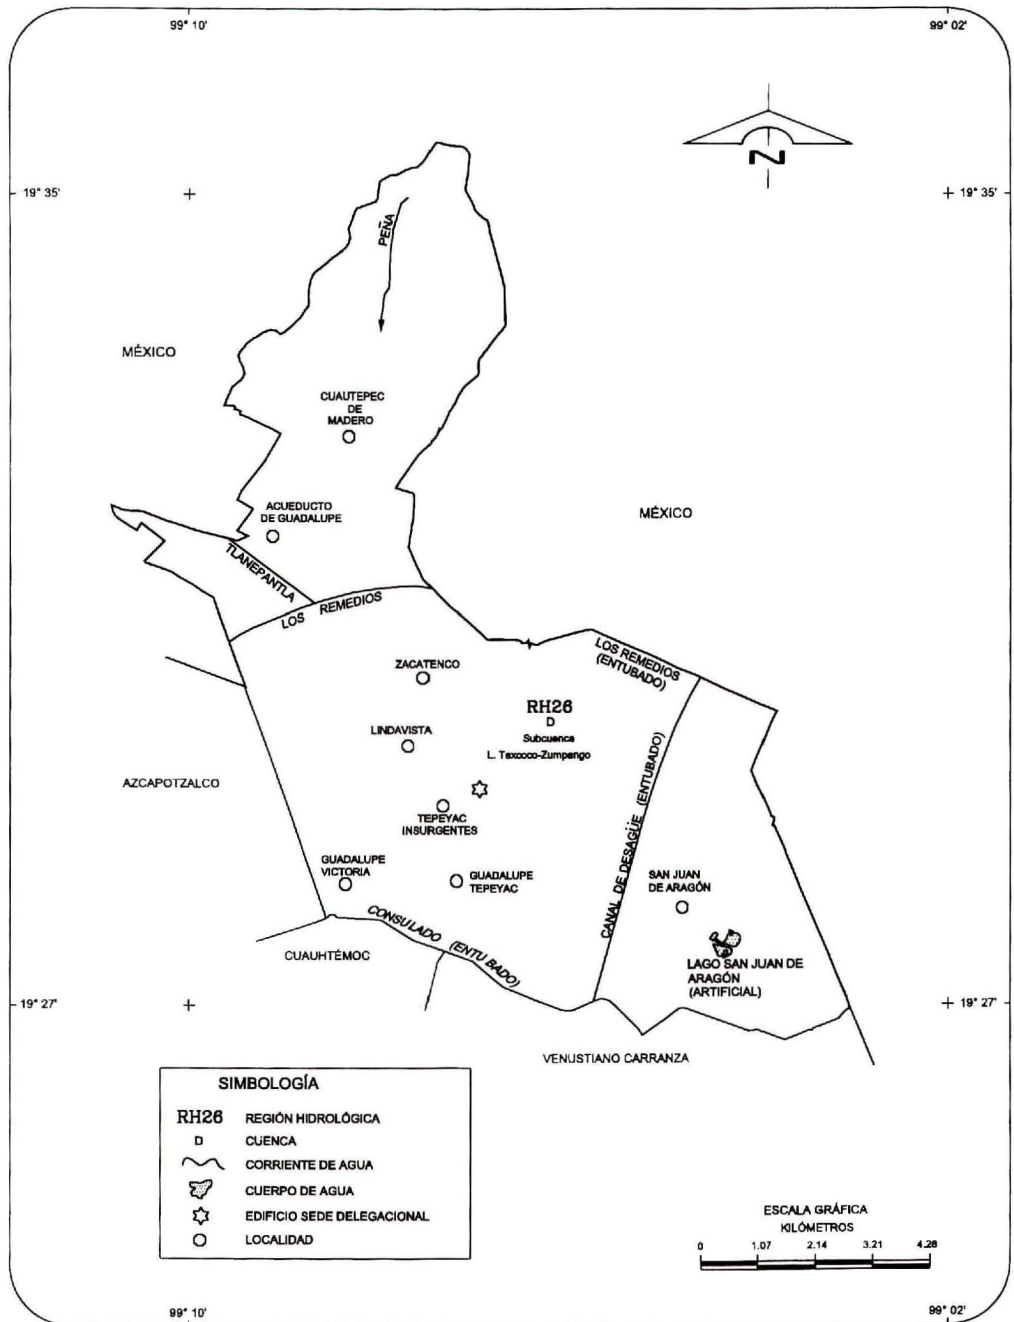 99° 10'
99° 02'
N
19° 35'
19° 35'
PEÑA
MÉXICO
CUAUTEPEC
DE
MADERO
ACUEDUCTO
DE GUADALUPE
MÉXICO
TLANEPANTLA
LOS REMEDIOS
LOS REMEDIOS
(ENTUBADO)
ZACATENCO
RH26
D
Subcuenca
L. Texcoco-Zumpango
LINDAVISTA
AZCAPOTZALCO
TEPEYAC
INSURGENTES
CANAL DE DESAGÜE (ENTUBADO)
GUADALUPE
VICTORIA
GUADALUPE
TEPEYAC
SAN JUAN
DE ARAGÓN
CONSULADO (ENTUBADO)
CUAUHTÉMOC
P
LAGO SAN JUAN DE
ARAGÓN
(ARTIFICIAL)
19° 27'
19° 27'
VENUSTIANO CARRANZA
SIMBOLOGÍA
RH26 REGIÓN HIDROLÓGICA
D CUENCA
CORRIENTE DE AGUA
CUERPO DE AGUA
EDIFICIO SEDE DELEGACIONAL
LOCALIDAD
ESCALA GRÁFICA
KILÓMETROS
0 1.07 2.14 3.21 4.28
99° 10'
99° 02'